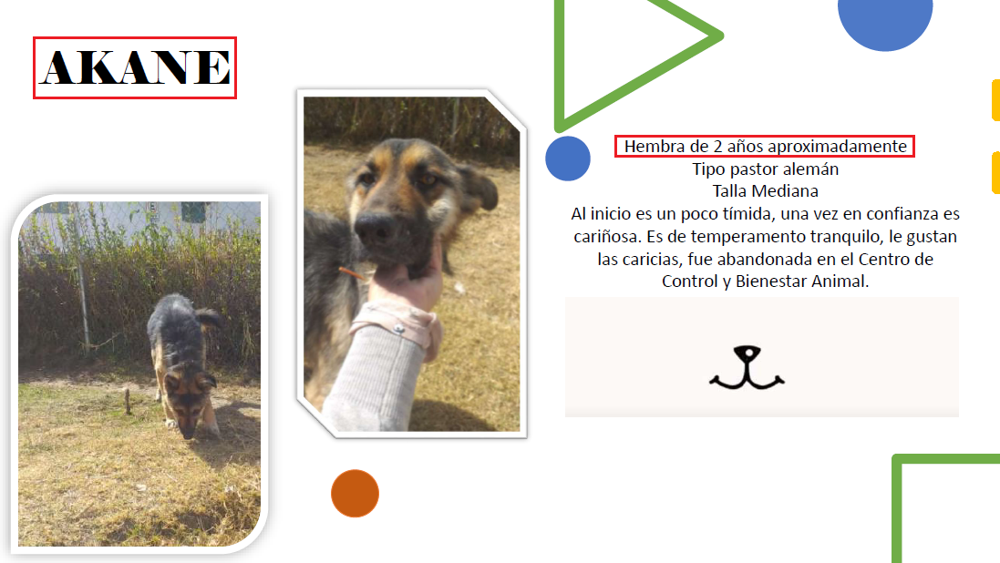 AKANE
Hembra de 2 años aproximadamente
Tipo pastor alemán
Talla Mediana
Al inicio es un poco tímida, una vez en confianza es
cariñosa. Es de temperamento tranquilo, le gustan
las caricias, fue abandonada en el Centro de
Control y Bienestar Animal.